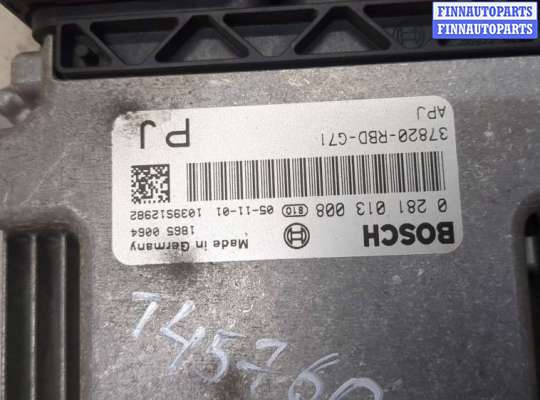 FINNAUTOPARTS
FINNAUTOPARTS
BOSCH
Made in Germany
1865 0064
0 281 013 008 810 05-11-01 1039S12982
37820-RBD-G71
APJ
PJ
745760